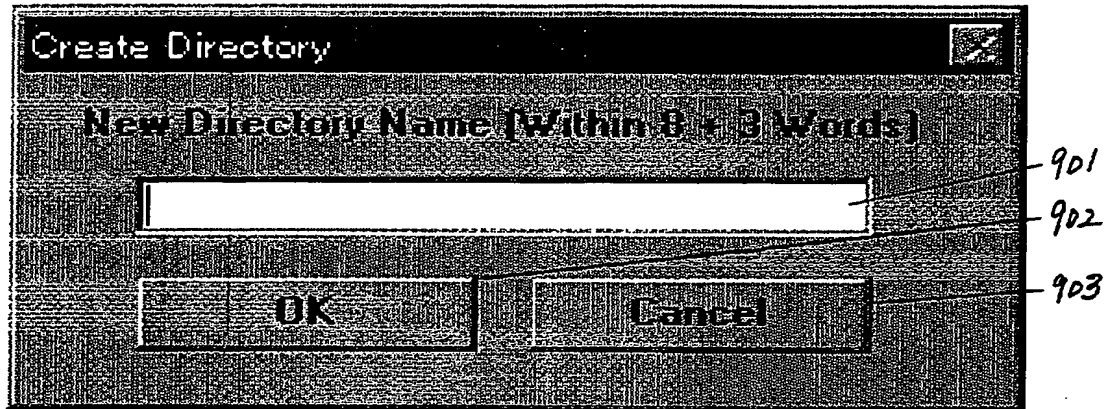 Create Directory
New Directory Name (Within 8 + 3 Words)
901
902
OK
Cancel
903